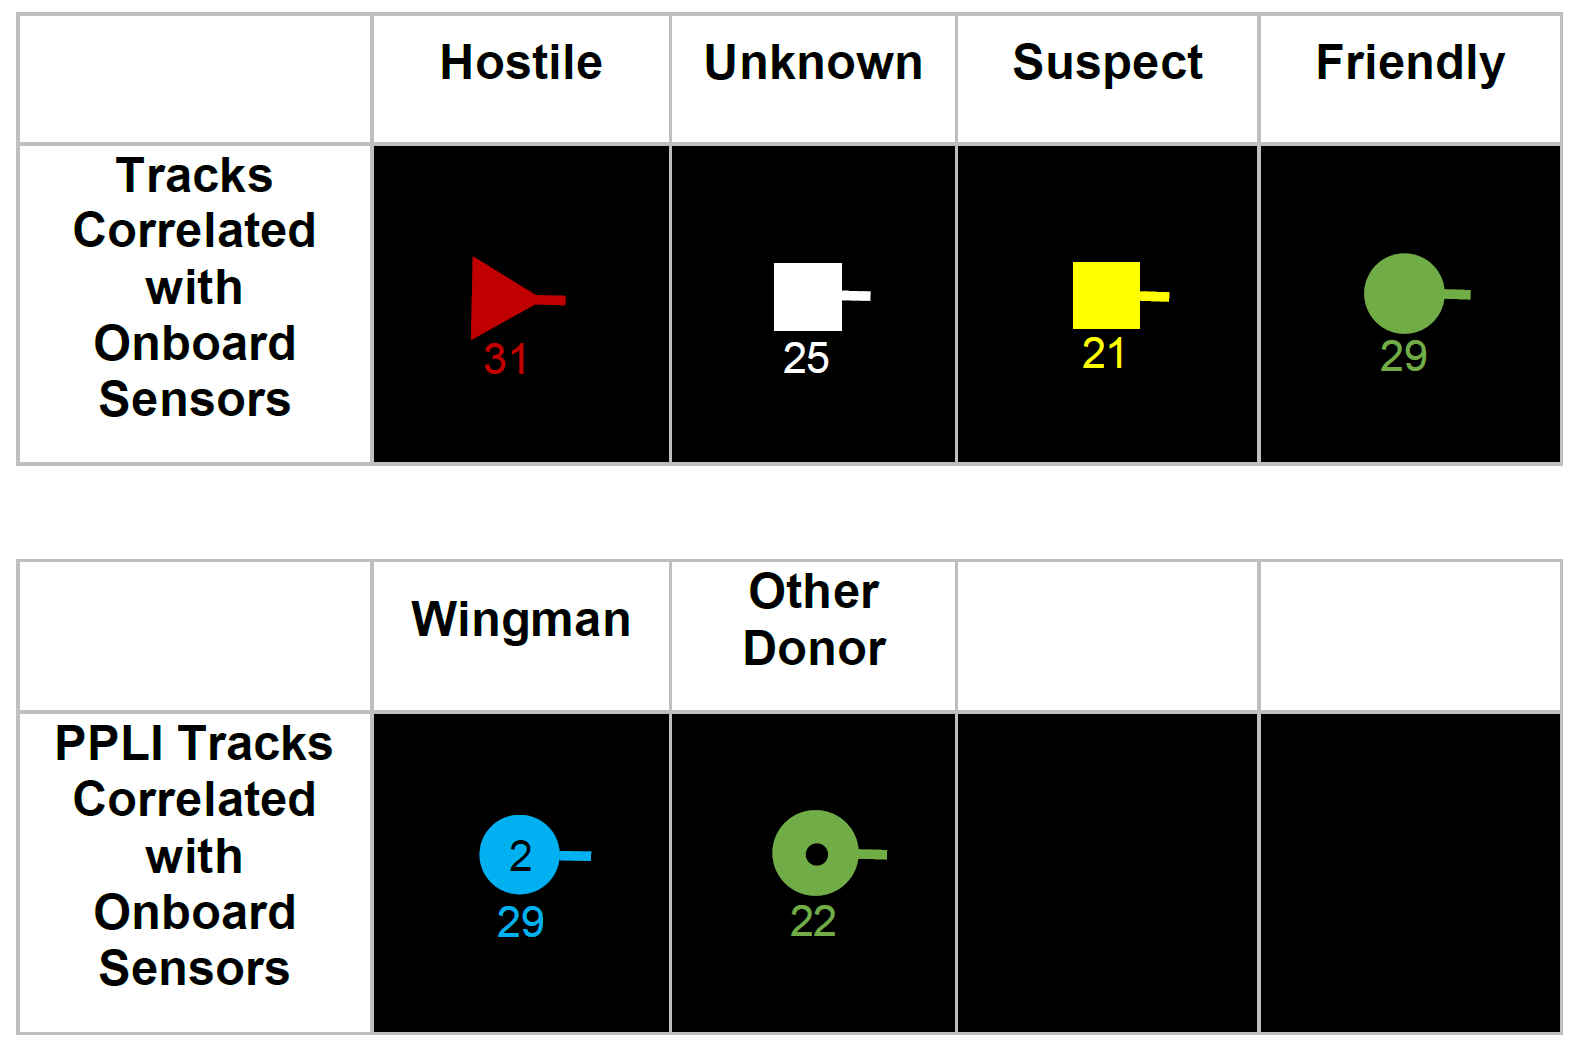 Hostile
Unknown
Suspect
Friendly
Tracks
Correlated
with
Onboard
Sensors
31
25
21
29
Wingman
Other
Donor
PPLI Tracks
Correlated
with
Onboard
Sensors
2
29
22